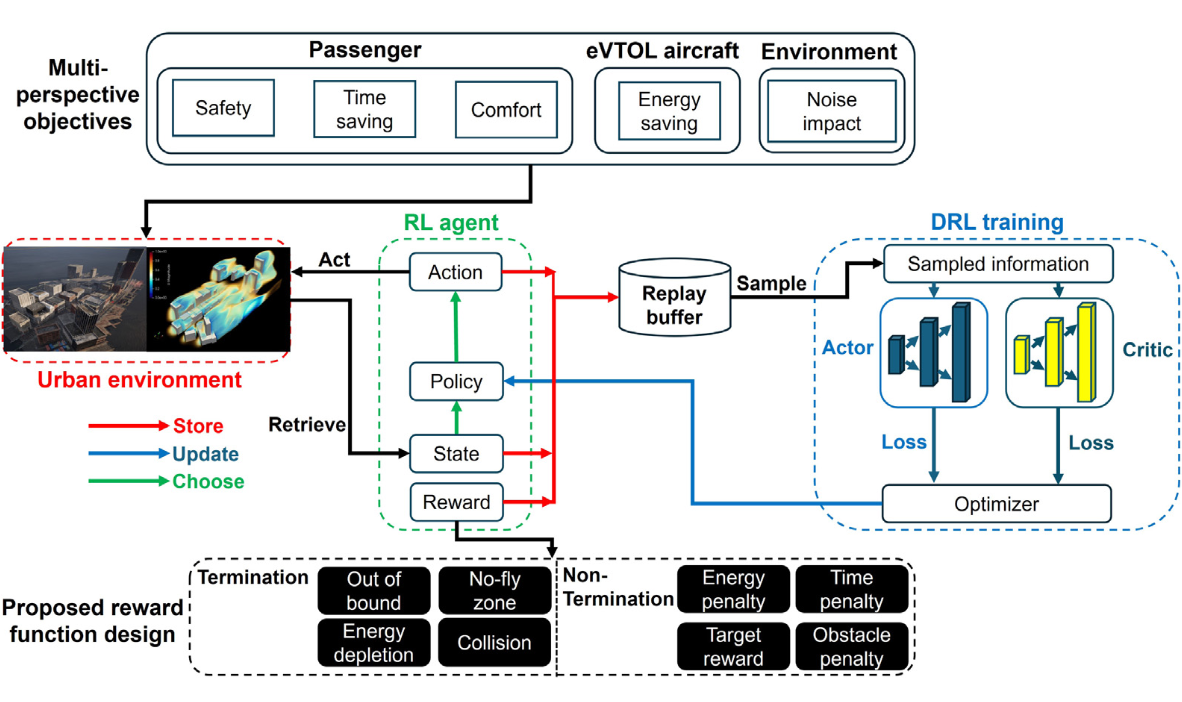 Multi-
perspective
objectives
Passenger
Safety
Time
saving
Comfort
eVTOL aircraft
Energy
saving
Environment
Noise
impact
RL agent
DRL training
Act
Action
Replay
buffer
Sample
Sampled information
Urban environment
Policy
Actor
Critic
Store
Update
Choose
Retrieve
State
Reward
Loss
Loss
Optimizer
Proposed reward
function design
Termination
Out of
bound
No-fly
zone
Energy
depletion
Collision
Non-
Termination
Energy
penalty
Time
penalty
Target
reward
Obstacle
penalty